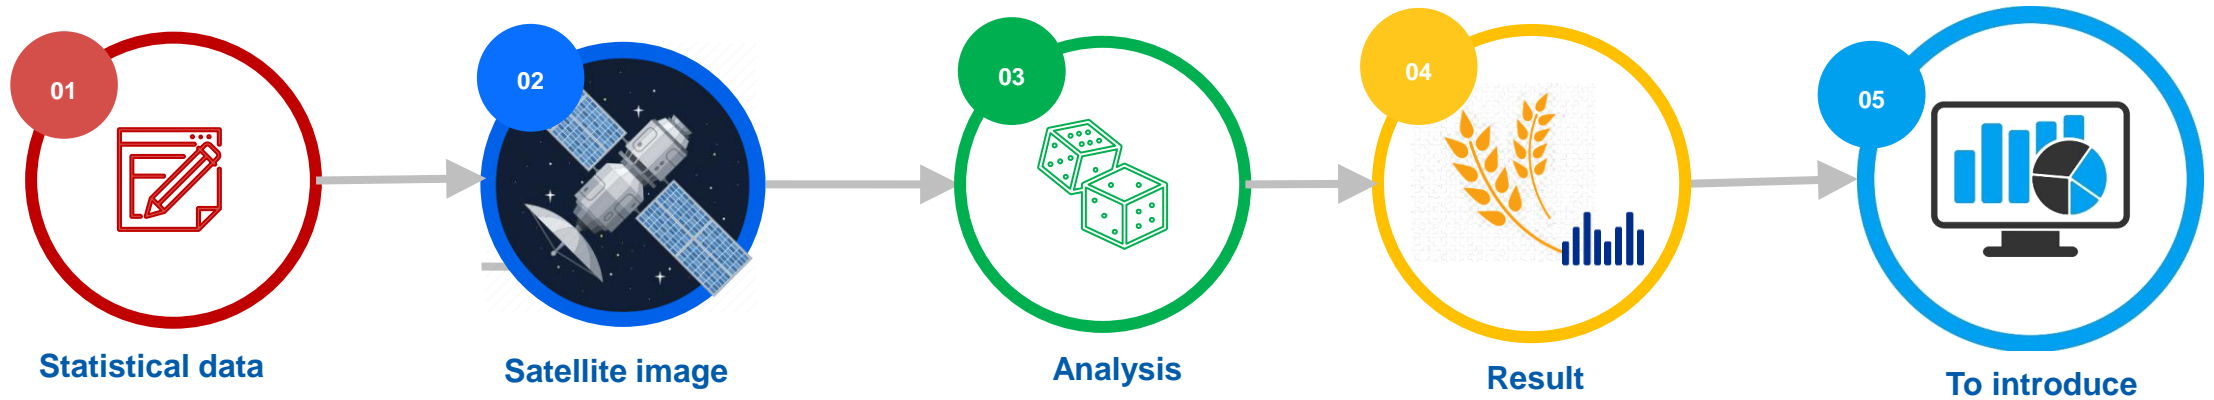 01
Statistical data
02
Satellite image
03
Analysis
04
Result
05
To introduce